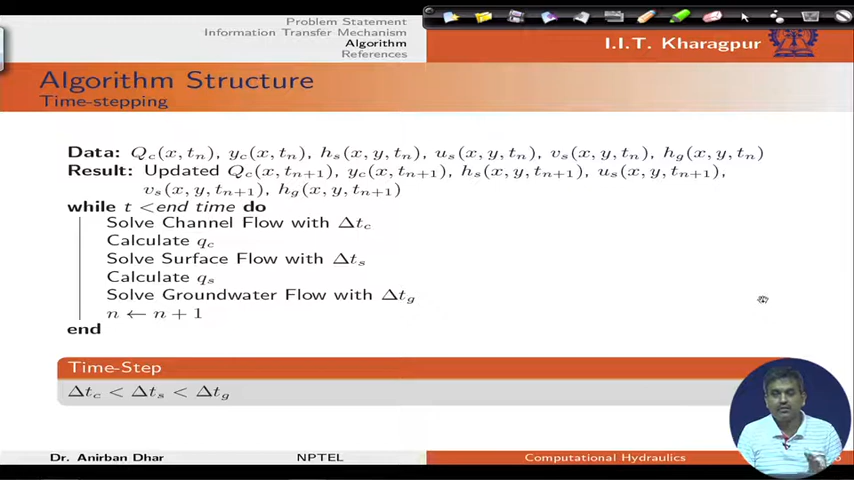 Problem Statement
Information Transfer Mechanism
Algorithm
References
I.I.T. Kharagpur
Algorithm Structure
Time-stepping
Data: Q_c(x, t_n), y_c(x, t_n), h_s(x, y, t_n), u_s(x, y, t_n), v_s(x, y, t_n), h_g(x, y, t_n)
Result: Updated Q_c(x, t_{n+1}), y_c(x, t_{n+1}), h_s(x, y, t_{n+1}), u_s(x, y, t_{n+1}),
v_s(x, y, t_{n+1}), h_g(x, y, t_{n+1})
while t <end time do
Solve Channel Flow with Δt_c
Calculate q_c
Solve Surface Flow with Δt_s
Calculate q_s
Solve Groundwater Flow with Δt_g
n ← n + 1
end
Time-Step
Δt_c < Δt_s < Δt_g
Dr. Anirban Dhar
NPTEL
Computational Hydraulics